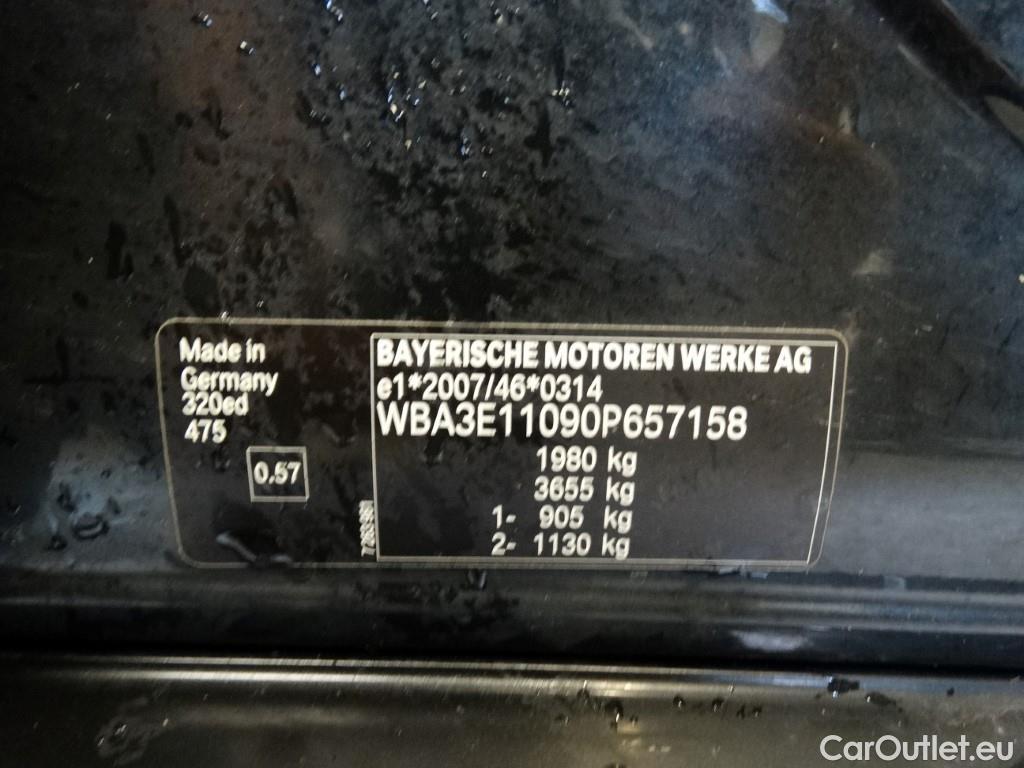 Made in
Germany
320ed
475
0.57
BAYERISCHE MOTOREN WERKE AG
e1*2007/46*0314
WBA3E11090P657158
1980 kg
3655 kg
1- 905 kg
2- 1130 kg
CarOutlet.eu